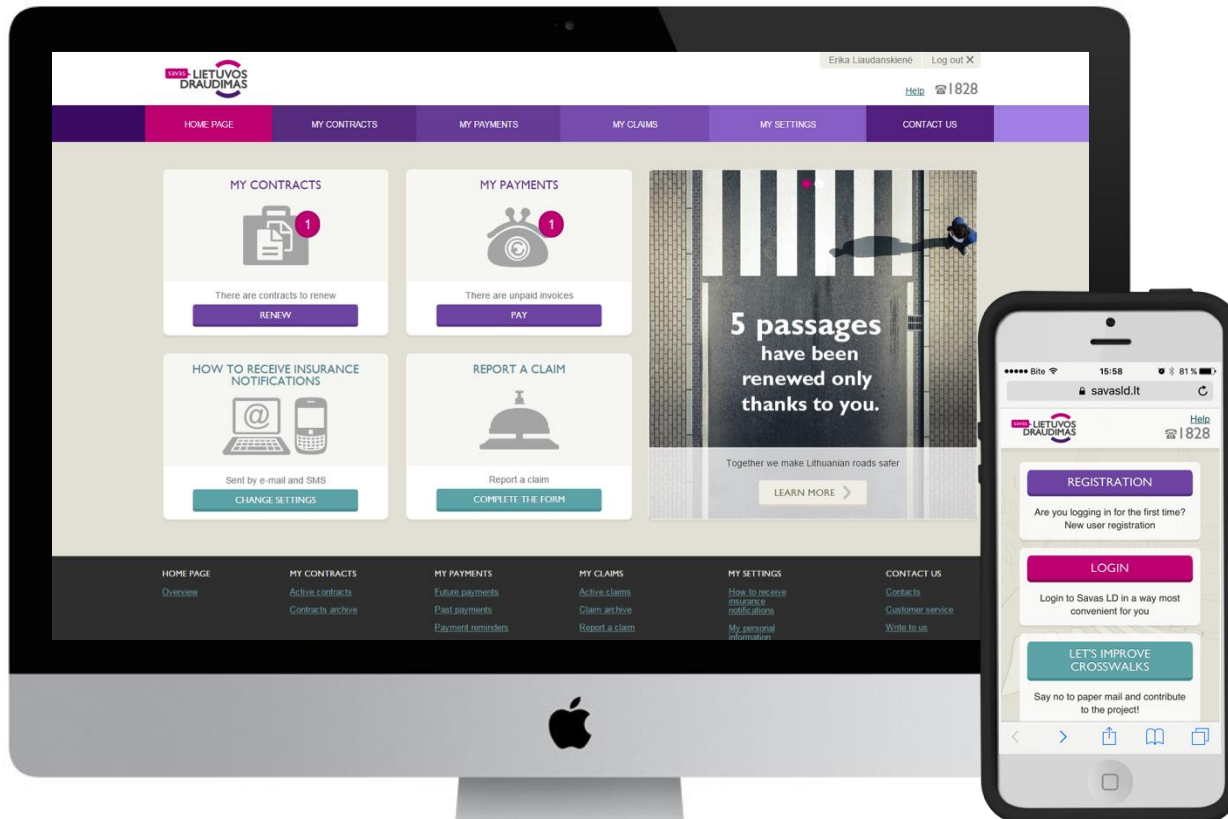 savas
LIETUVOS
DRAUDIMAS
Erika Liaudanskienė Log out X
Help ☎1828
HOME PAGE MY CONTRACTS MY PAYMENTS MY CLAIMS MY SETTINGS CONTACT US
MY CONTRACTS
1
There are contracts to renew
RENEW
MY PAYMENTS
1
There are unpaid invoices
PAY
HOW TO RECEIVE INSURANCE
NOTIFICATIONS
@
Sent by e-mail and SMS
CHANGE SETTINGS
REPORT A CLAIM
Report a claim
COMPLETE THE FORM
5 passages
have been
renewed only
thanks to you.
Together we make Lithuanian roads safer
LEARN MORE
HOME PAGE
Overview
MY CONTRACTS
Active contracts
Contracts archive
MY PAYMENTS
Future payments
Past payments
Payment reminders
MY CLAIMS
Active claims
Claim archive
Report a claim
MY SETTINGS
How to receive
insurance
notifications
My personal
information
CONTACT US
Contacts
Customer service
Write to us
Bite 15:58 81 %
savasld.lt
savas
LIETUVOS
DRAUDIMAS
Help
☎1828
REGISTRATION
Are you logging in for the first time?
New user registration
LOGIN
Login to Savas LD in a way most
convenient for you
LET'S IMPROVE
CROSSWALKS
Say no to paper mail and contribute
to the project!